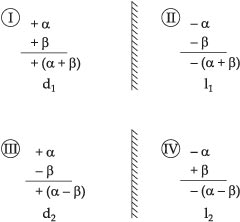 I
+ α
+ β
+ (α + β)
d₁
II
− α
− β
− (α + β)
l₁
III
+ α
− β
+ (α − β)
d₂
IV
− α
+ β
− (α − β)
l₂